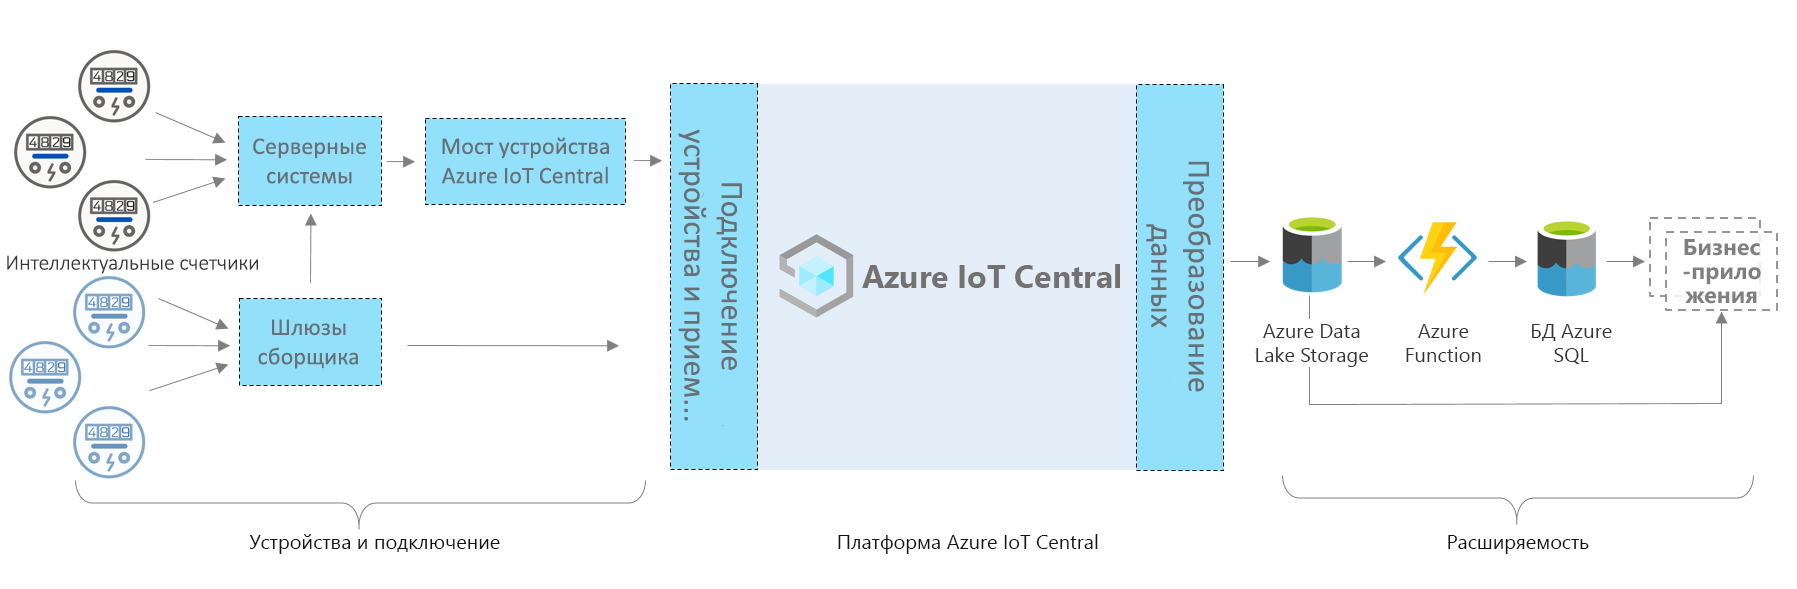 4829
4829
4829
Интеллектуальные счетчики
4829
4829
4829
Серверные
системы
Шлюзы
сборщика
Мост устройства
Azure IoT Central
Подключение
устройства и прием...
Azure IoT Central
Преобразование
данных
Azure Data
Lake Storage
Azure
Function
БД Azure
SQL
Бизнес
-прило
жения
Устройства и подключение
Платформа Azure IoT Central
Расширяемость